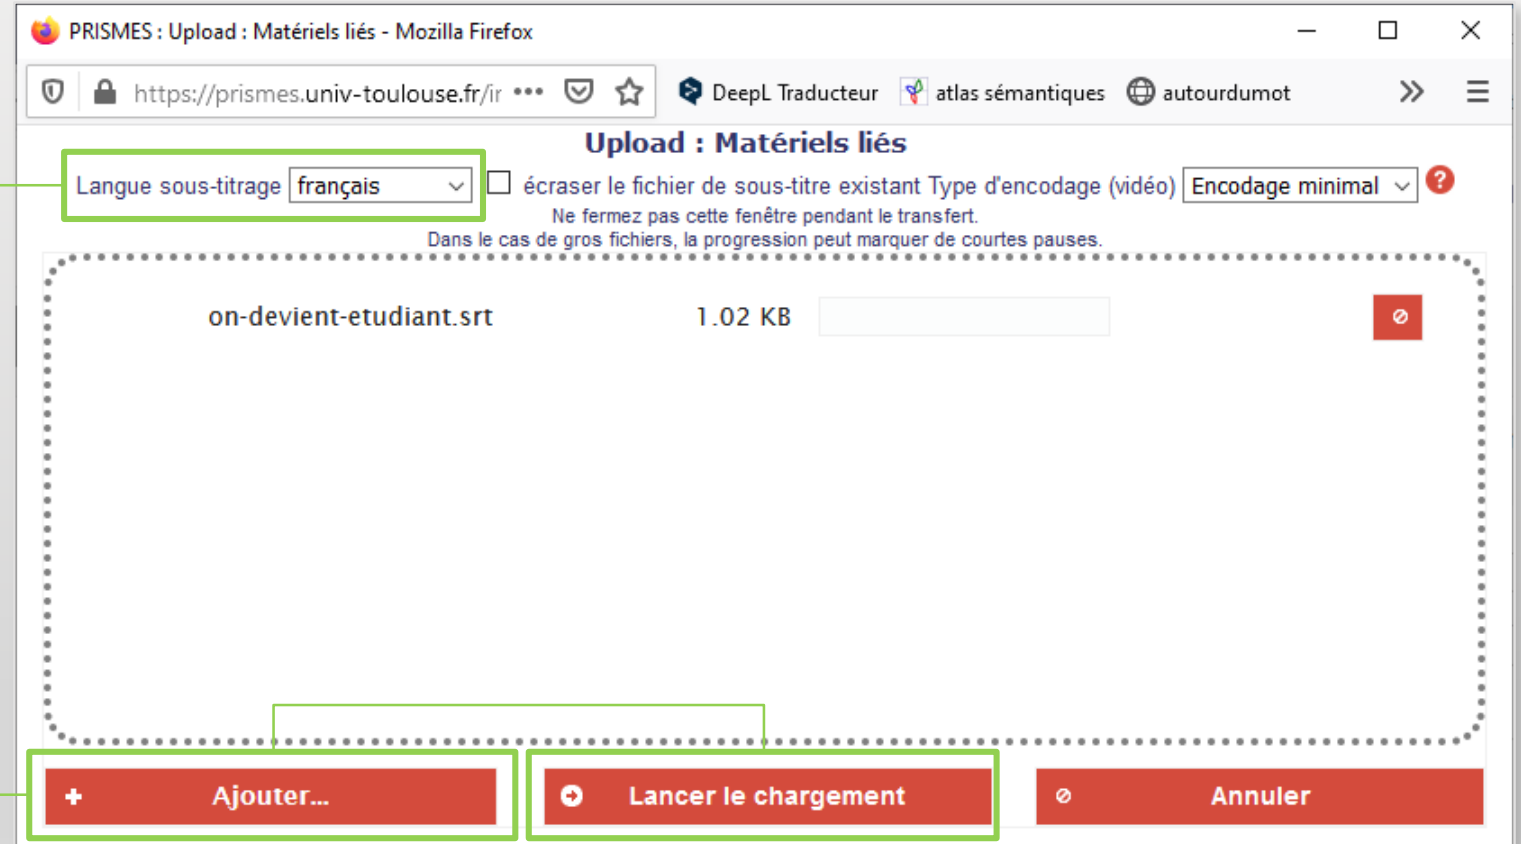 PRISMES : Upload : Matériels liés - Mozilla Firefox
https://prismes.univ-toulouse.fr/ir ••• DeepL Traducteur atlas sémantiques autourdumot
Upload : Matériels liés
Langue sous-titrage français écraser le fichier de sous-titre existant Type d'encodage (vidéo) Encodage minimal ?
Ne fermez pas cette fenêtre pendant le transfert.
Dans le cas de gros fichiers, la progression peut marquer de courtes pauses.
on-devient-etudiant.srt 1.02 KB
Ajouter... Lancer le chargement Annuler